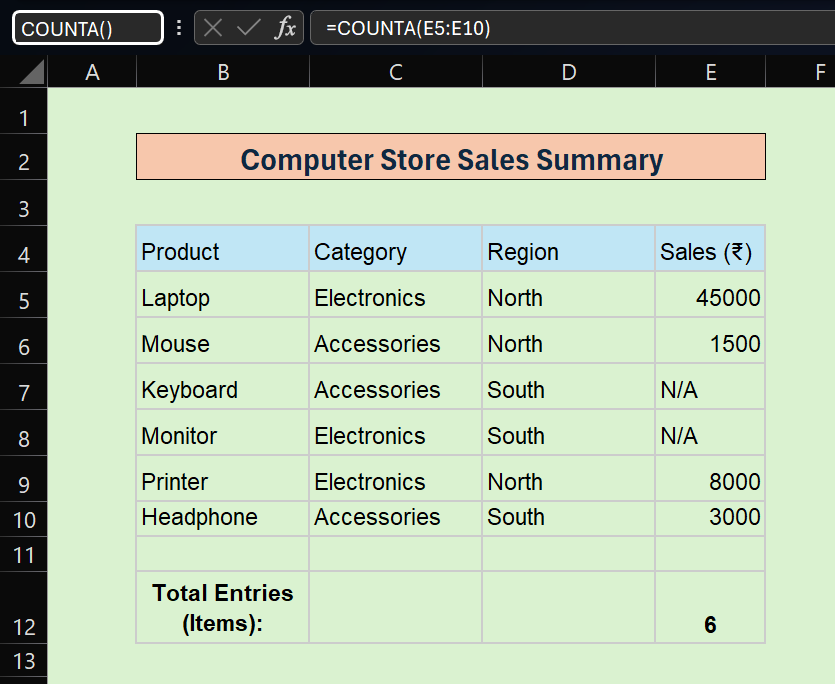 COUNTA() fx =COUNTA(E5:E10)
A B C D E F
1
2 Computer Store Sales Summary
3
4 Product Category Region Sales (₹)
5 Laptop Electronics North 45000
6 Mouse Accessories North 1500
7 Keyboard Accessories South N/A
8 Monitor Electronics South N/A
9 Printer Electronics North 8000
10 Headphone Accessories South 3000
11
Total Entries
12 (Items): 6
13